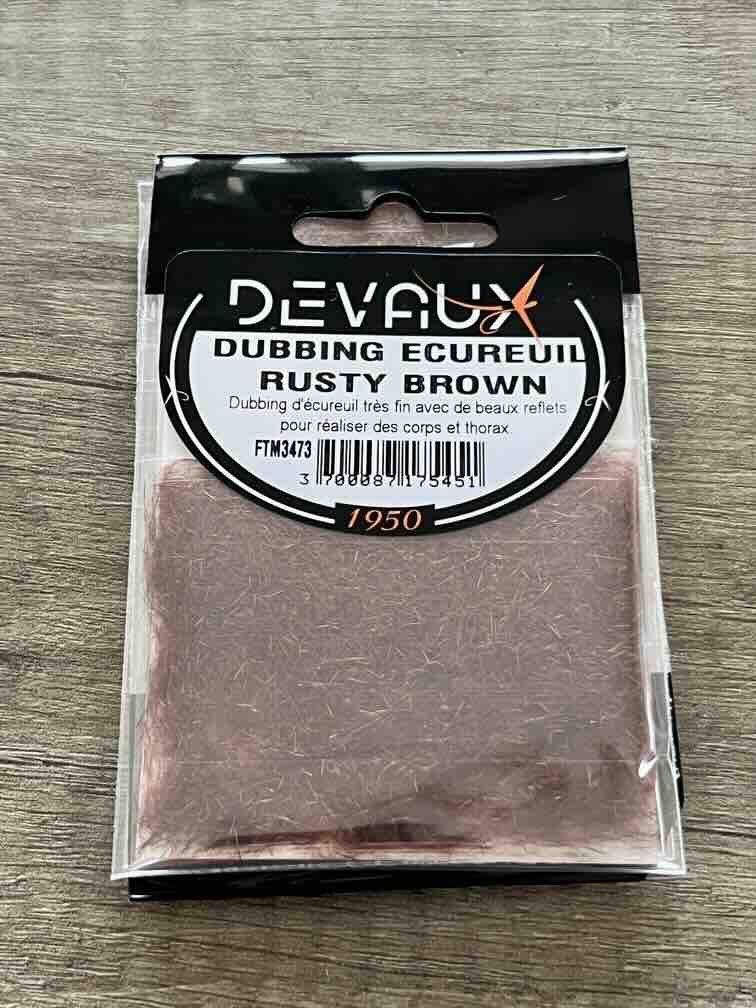 DEVAUX
DUBBING ECUREUIL
RUSTY BROWN
Dubbing d'écureuil très fin avec de beaux reflets
pour réaliser des corps et thorax
FTM3473
3 700087 175451
1950